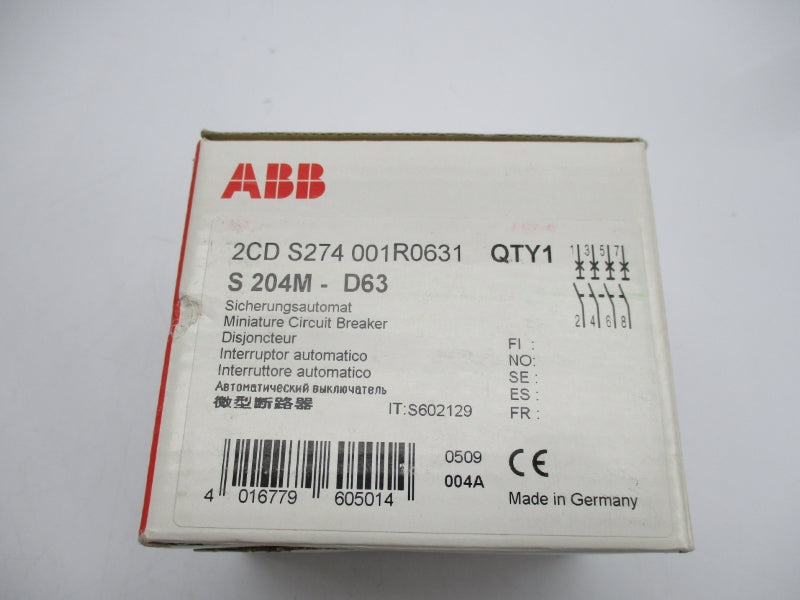 ABB
2CD S274 001R0631 QTY1
1 3 5 7
S 204M - D63
2 4 6 8
Sicherungsautomat
Miniature Circuit Breaker
Disjoncteur
Interruptor automatico
Interruttore automatico
Автоматический выключатель
微型断路器
IT:S602129
FI :
NO:
SE :
ES :
FR :
0509
004A
CE
Made in Germany
4 016779 605014